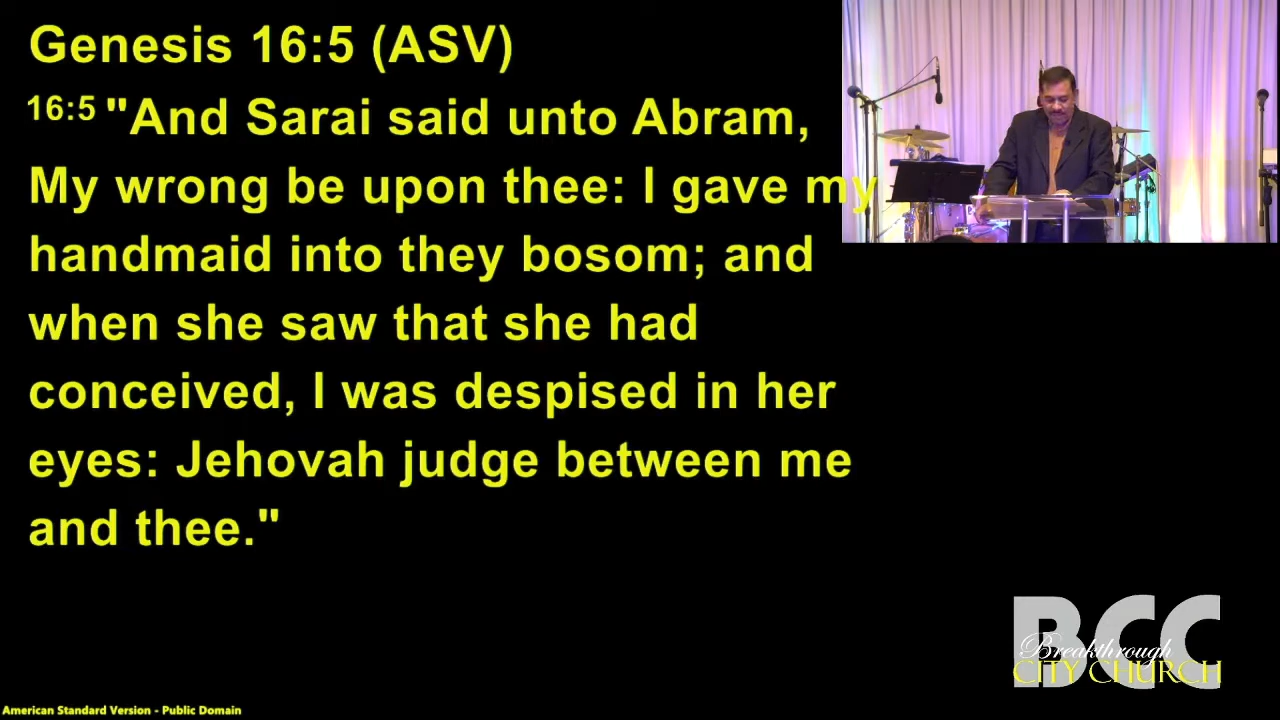 Genesis 16:5 (ASV)
16:5 "And Sarai said unto Abram,
My wrong be upon thee: I gave my
handmaid into they bosom; and
when she saw that she had
conceived, I was despised in her
eyes: Jehovah judge between me
and thee."
BCC
Breakthrough
CITY CHURCH
American Standard Version - Public Domain